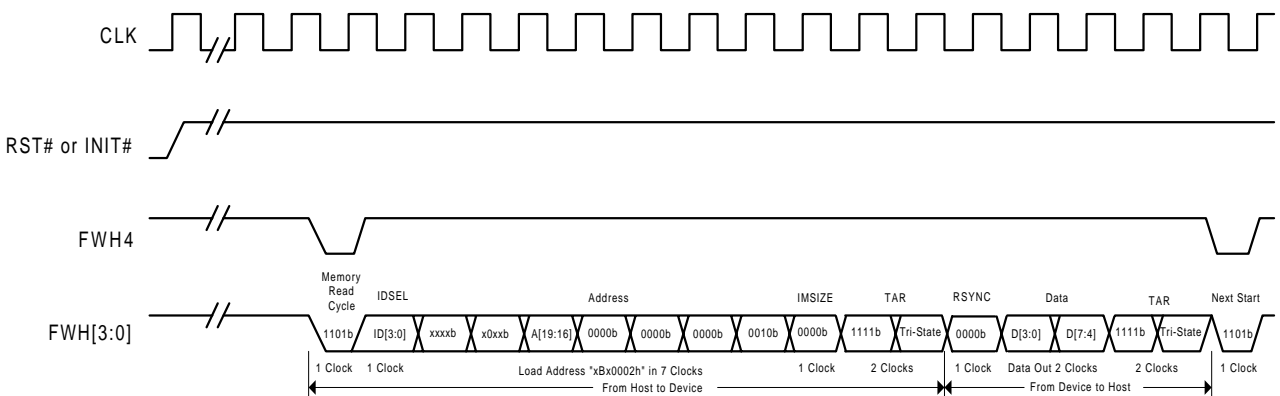 CLK
RST# or INIT#
FWH4
Memory
Read
Cycle
IDSEL
Address
IMSIZE
TAR
RSYNC
Data
TAR
Next Start
FWH[3:0]
1101b
ID[3:0]
xxxxb
x0xxb
A[19:16]
0000b
0000b
0000b
0010b
0000b
1111b
Tri-State
0000b
D[3:0]
D[7:4]
1111b
Tri-State
1101b
1 Clock
1 Clock
Load Address "xBx0002h" in 7 Clocks
1 Clock
2 Clocks
1 Clock
Data Out 2 Clocks
2 Clocks
1 Clock
From Host to Device
From Device to Host